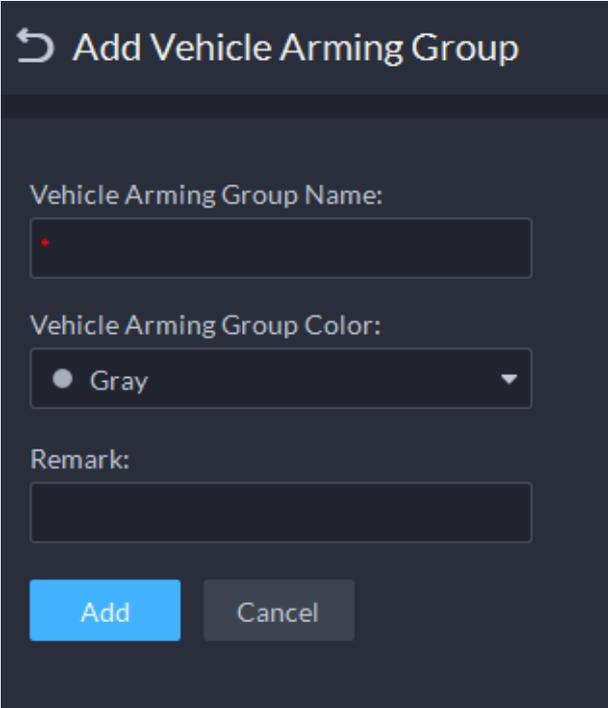 Add Vehicle Arming Group
Vehicle Arming Group Name:
*
Vehicle Arming Group Color:
Gray
Remark:
Add Cancel